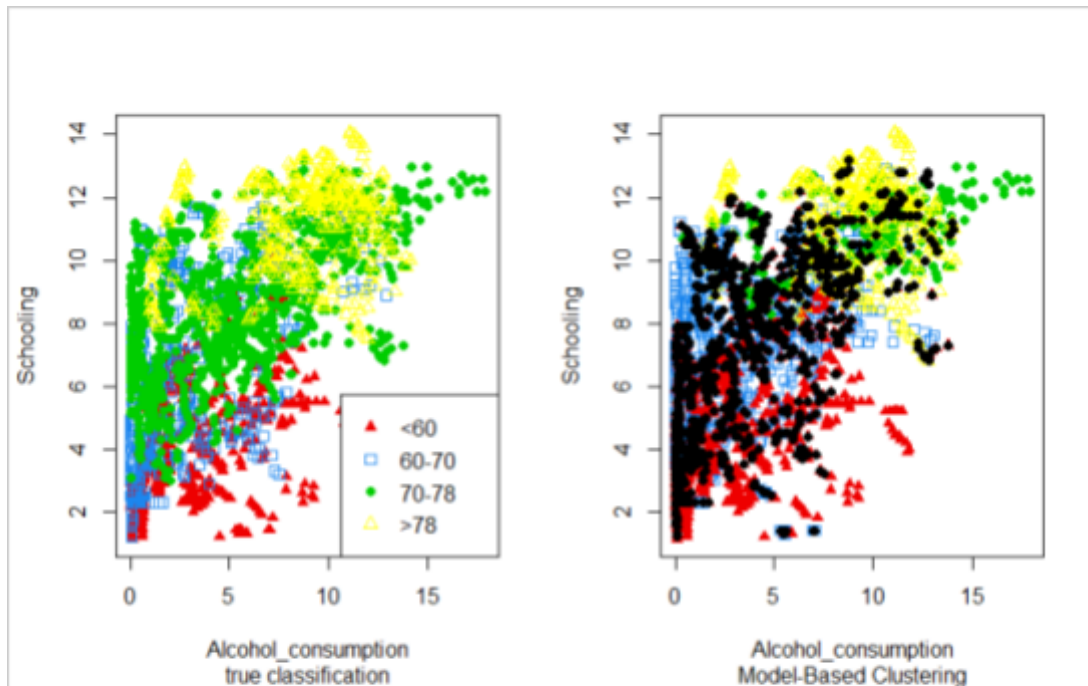 14
12
10
8
6
4
2
Schooling
<60
60-70
70-78
>78
0 5 10 15
Alcohol_consumption
true classification
14
12
10
8
6
4
2
Schooling
0 5 10 15
Alcohol_consumption
Model-Based Clustering